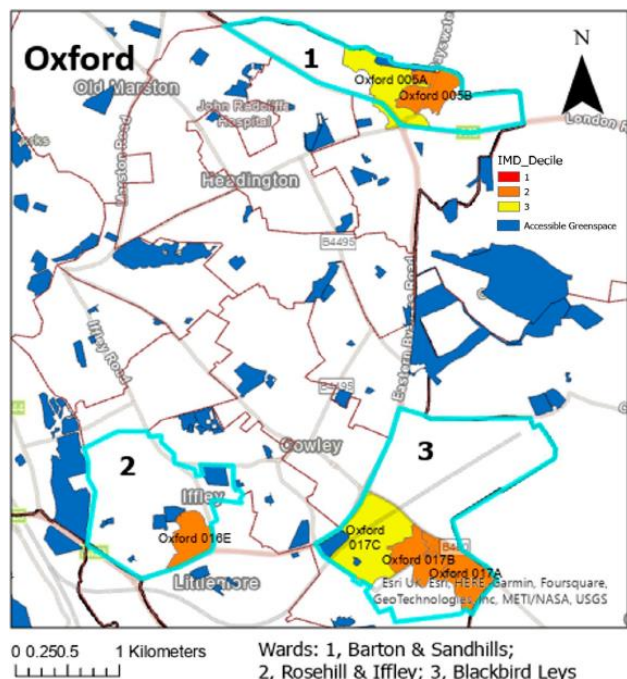 Oxford
1
N
ayswate
Old Marston
Oxford 005A
Oxford 005B
John Radcliffe
Hospital
London R
Marston Road
Headington
IMD_Decile
1
2
3
Accessible Greenspace
B4495
Eastern Bypass Road
Iffley Road
B4495
Cowley
3
2
Iffley
Oxford 016E
Oxford
017C
Oxford 017B
Oxford 017A
Littlemore
Esri UK, Esri, HERE, Garmin, Foursquare,
GeoTechnologies, Inc, METI/NASA, USGS
0 0.250.5 1 Kilometers
Wards: 1, Barton & Sandhills;
2, Rosehill & Iffley; 3, Blackbird Leys